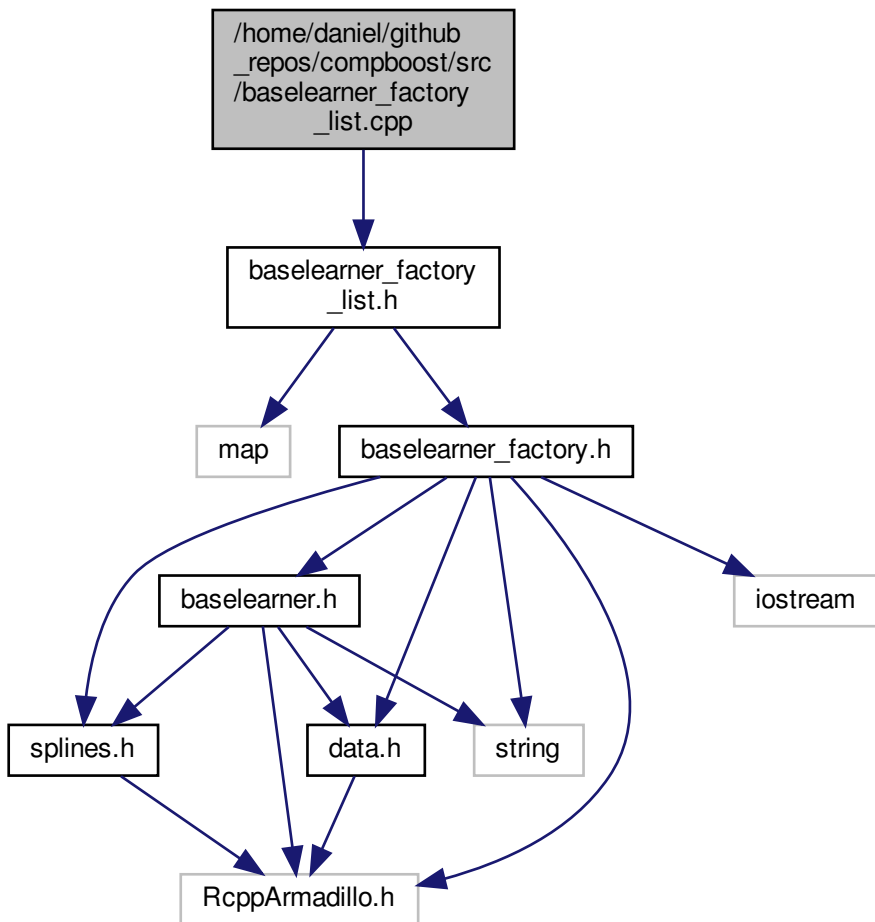 /home/daniel/github
_repos/compboost/src
/baselearner_factory
_list.cpp
baselearner_factory
_list.h
map
baselearner_factory.h
baselearner.h
iostream
splines.h
data.h
string
RcppArmadillo.h